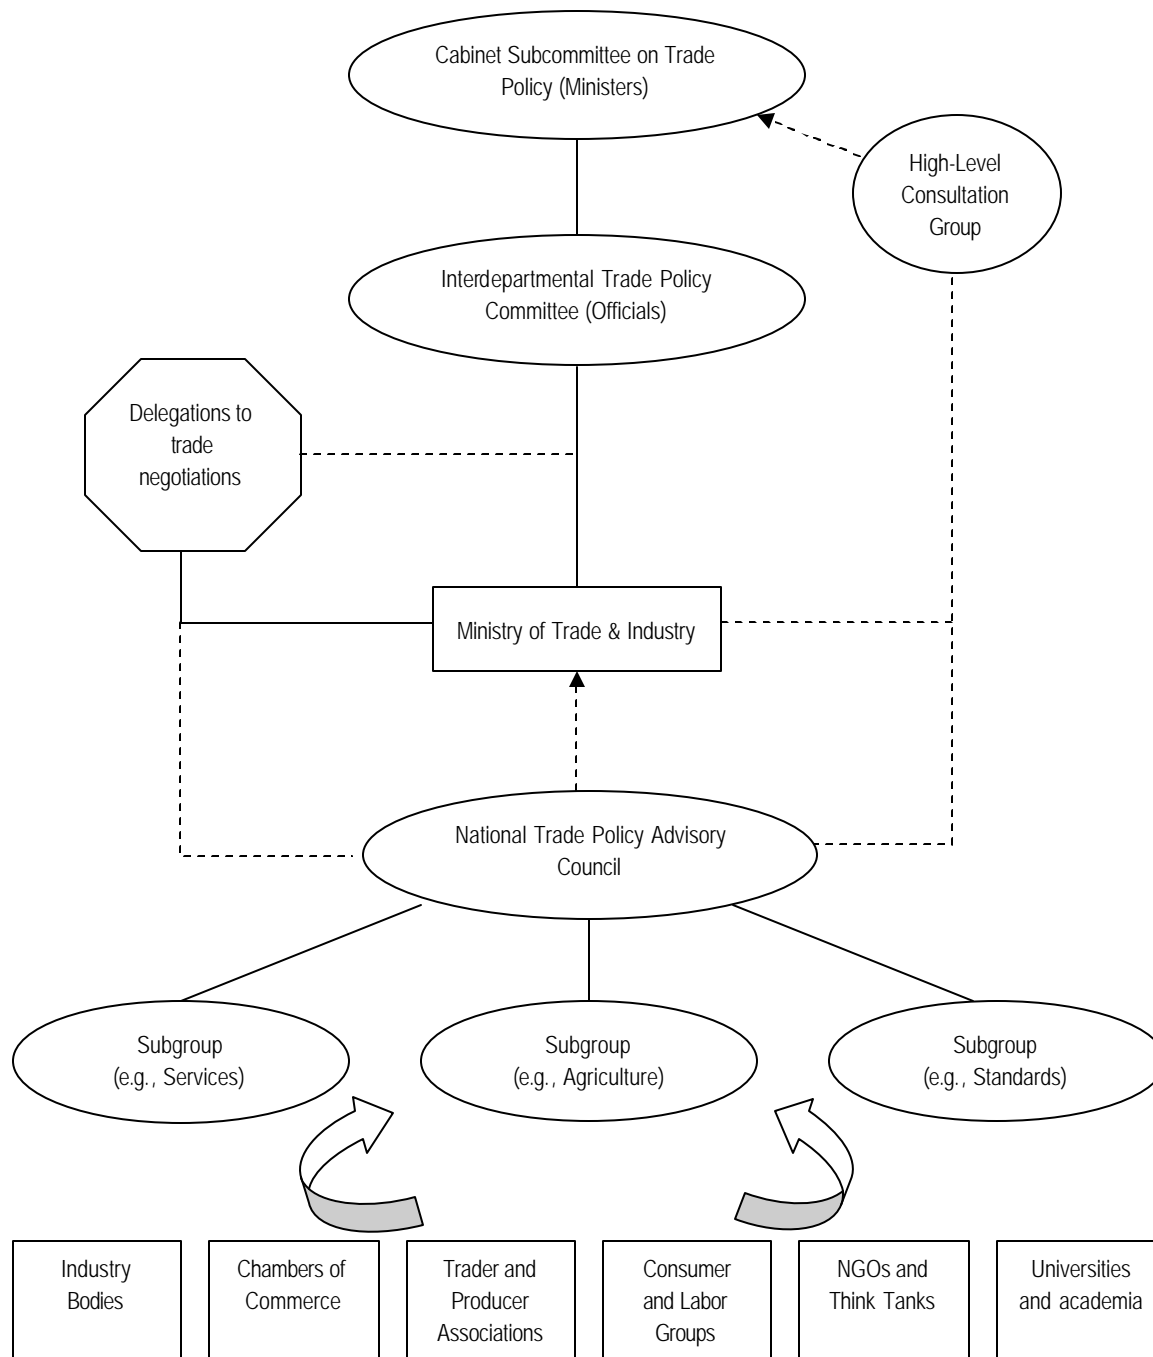 Cabinet Subcommittee on Trade
Policy (Ministers)
High-Level
Consultation
Group
Interdepartmental Trade Policy
Committee (Officials)
Delegations to
trade
negotiations
Ministry of Trade & Industry
National Trade Policy Advisory
Council
Subgroup
(e.g., Services)
Subgroup
(e.g., Agriculture)
Subgroup
(e.g., Standards)
Industry
Bodies
Chambers of
Commerce
Trader and
Producer
Associations
Consumer
and Labor
Groups
NGOs and
Think Tanks
Universities
and academia